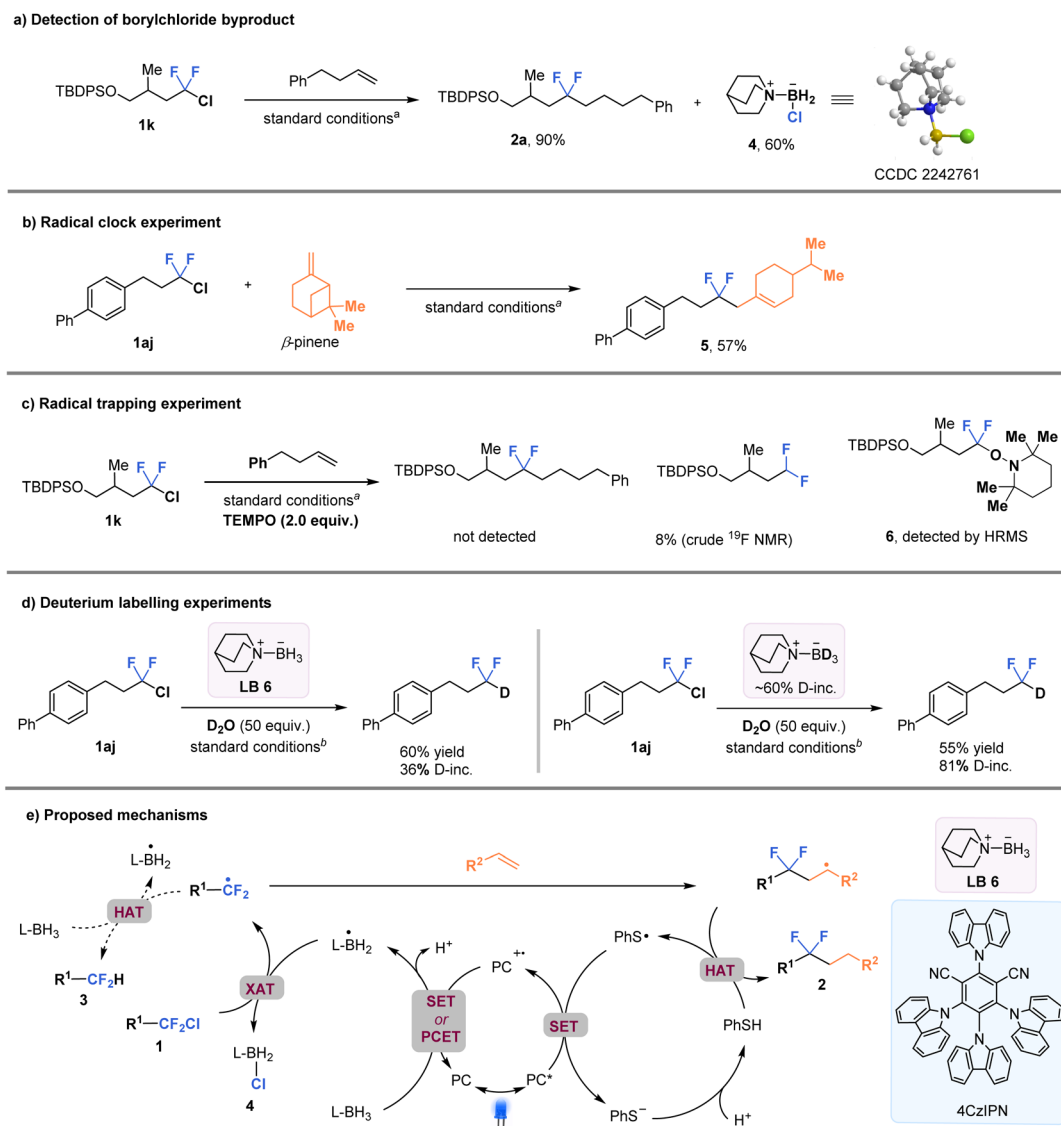 a) Detection of borylchloride byproduct
Me
F F
TBDPSO
Cl
1k
Ph
standard conditionsᵃ
Me
F F
TBDPSO
Ph
2a, 90%
+
+ −
N BH₂
Cl
4, 60%
CCDC 2242761
b) Radical clock experiment
F F
Cl
Ph
1aj
+
Me
Me
β-pinene
standard conditionsᵃ
Me
Me
F F
Ph
5, 57%
c) Radical trapping experiment
Me
F F
TBDPSO
Cl
1k
Ph
standard conditionsᵃ
TEMPO (2.0 equiv.)
Me
F F
TBDPSO
Ph
not detected
Me
F
TBDPSO
F
8% (crude ¹⁹F NMR)
Me
F F
TBDPSO
O
N
Me
Me
Me
Me
6, detected by HRMS
d) Deuterium labelling experiments
F F
Cl
Ph
1aj
+ −
N–BH₃
LB 6
D₂O (50 equiv.)
standard conditionsᵇ
F F
D
Ph
60% yield
36% D-inc.
F F
Cl
Ph
1aj
+ −
N–BD₃
~60% D-inc.
D₂O (50 equiv.)
standard conditionsᵇ
F F
D
Ph
55% yield
81% D-inc.
e) Proposed mechanisms
L-BH₂
•
R¹–CF₂
•
HAT
L-BH₃
R¹–CF₂H
3
R¹–CF₂Cl
1
XAT
L-BH₂
Cl
4
L-BH₂
•
H⁺
SET
or
PCET
L-BH₃
PC⁺•
PC
PC*
SET
PhS•
PhS⁻
H⁺
PhSH
HAT
R²
F F
R¹
•
R²
F F
R¹
R²
2
+ −
N–BH₃
LB 6
N
NC
CN
N
N
N
4CzIPN